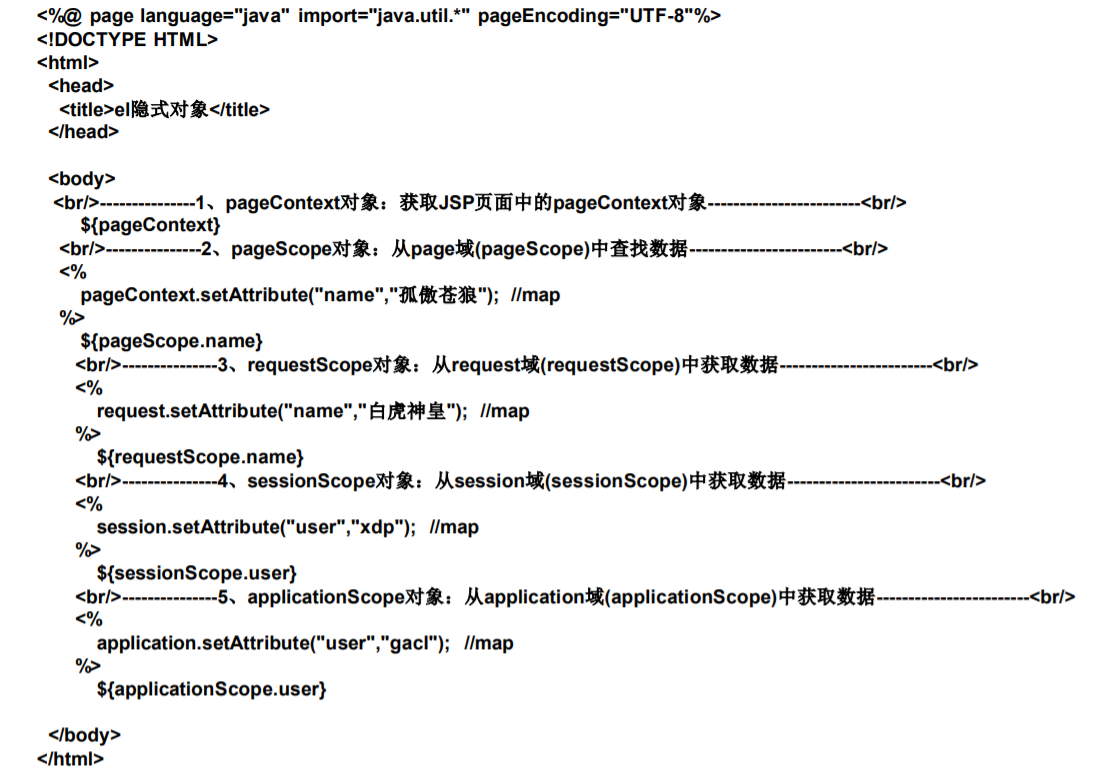 <%@ page language="java" import="java.util.*" pageEncoding="UTF-8"%>
<!DOCTYPE HTML>
<html>
<head>
<title>el隐式对象</title>
</head>
<body>
<br/>---------------1、pageContext对象：获取JSP页面中的pageContext对象------------------------<br/>
${pageContext}
<br/>---------------2、pageScope对象：从page域(pageScope)中查找数据------------------------<br/>
<%
pageContext.setAttribute("name","孤傲苍狼"); //map
%>
${pageScope.name}
<br/>---------------3、requestScope对象：从request域(requestScope)中获取数据------------------------<br/>
<%
request.setAttribute("name","白虎神皇"); //map
%>
${requestScope.name}
<br/>---------------4、sessionScope对象：从session域(sessionScope)中获取数据------------------------<br/>
<%
session.setAttribute("user","xdp"); //map
%>
${sessionScope.user}
<br/>---------------5、applicationScope对象：从application域(applicationScope)中获取数据------------------------<br/>
<%
application.setAttribute("user","gacl"); //map
%>
${applicationScope.user}
</body>
</html>